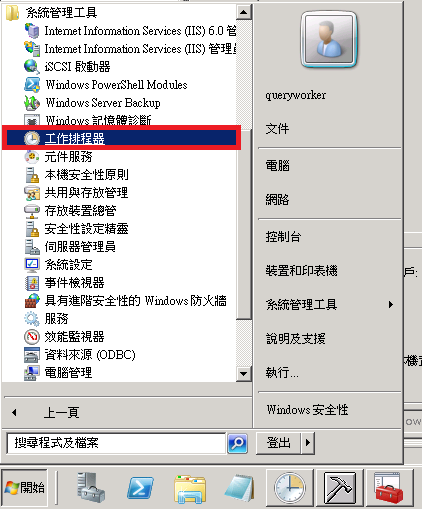 系統管理工具
Internet Information Services (IIS) 6.0 管
Internet Information Services (IIS) 管理員
iSCSI 啟動器
Windows PowerShell Modules
Windows Server Backup
Windows 記憶體診斷
工作排程器
元件服務
本機安全性原則
共用與存放管理
存放裝置總管
安全性設定精靈
伺服器管理員
系統設定
事件檢視器
具有進階安全性的 Windows 防火牆
服務
效能監視器
資料來源 (ODBC)
電腦管理
上一頁
搜尋程式及檔案
queryworker
文件
電腦
網路
控制台
裝置和印表機
系統管理工具
說明及支援
執行...
Windows 安全性
登出
戶:
開始